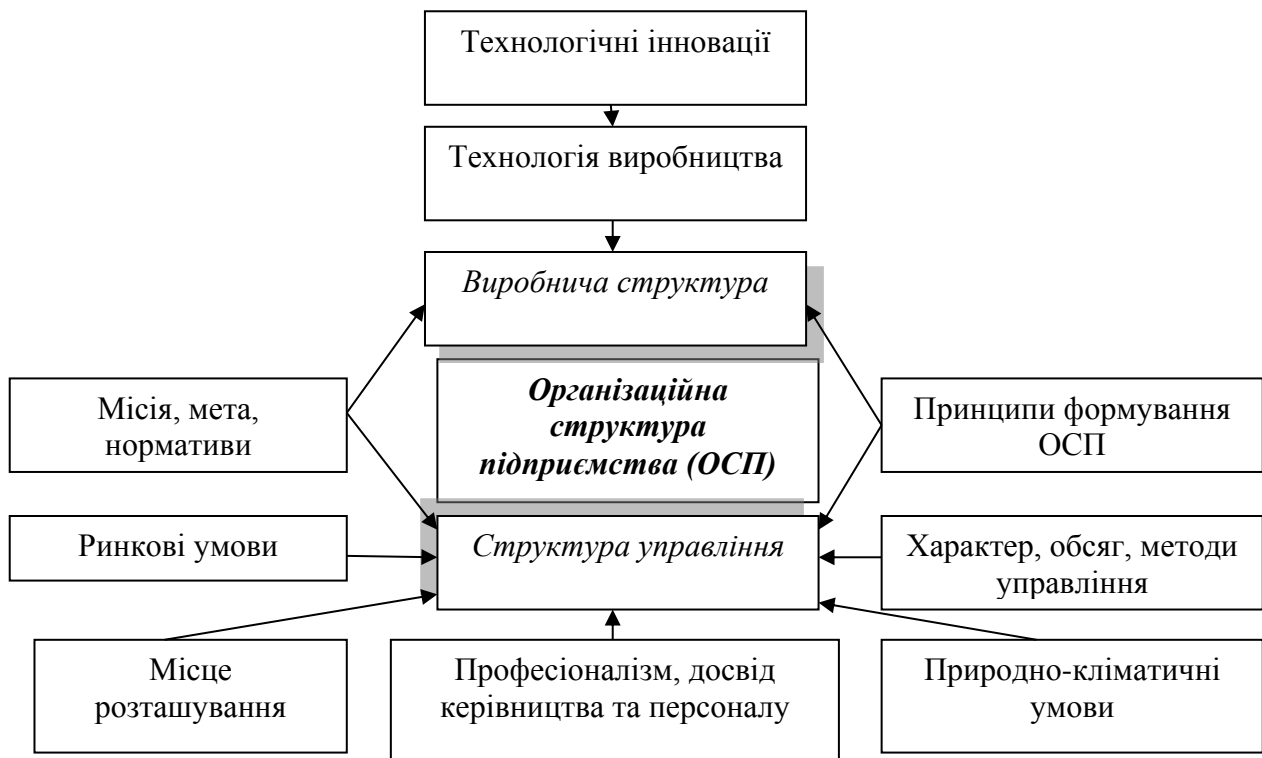 Технологічні інновації
Технологія виробництва
Виробнича структура
Місія, мета,
нормативи
Організаційна
структура
підприємства (ОСП)
Принципи формування
ОСП
Ринкові умови
Структура управління
Характер, обсяг, методи
управління
Місце
розташування
Професіоналізм, досвід
керівництва та персоналу
Природно-кліматичні
умови